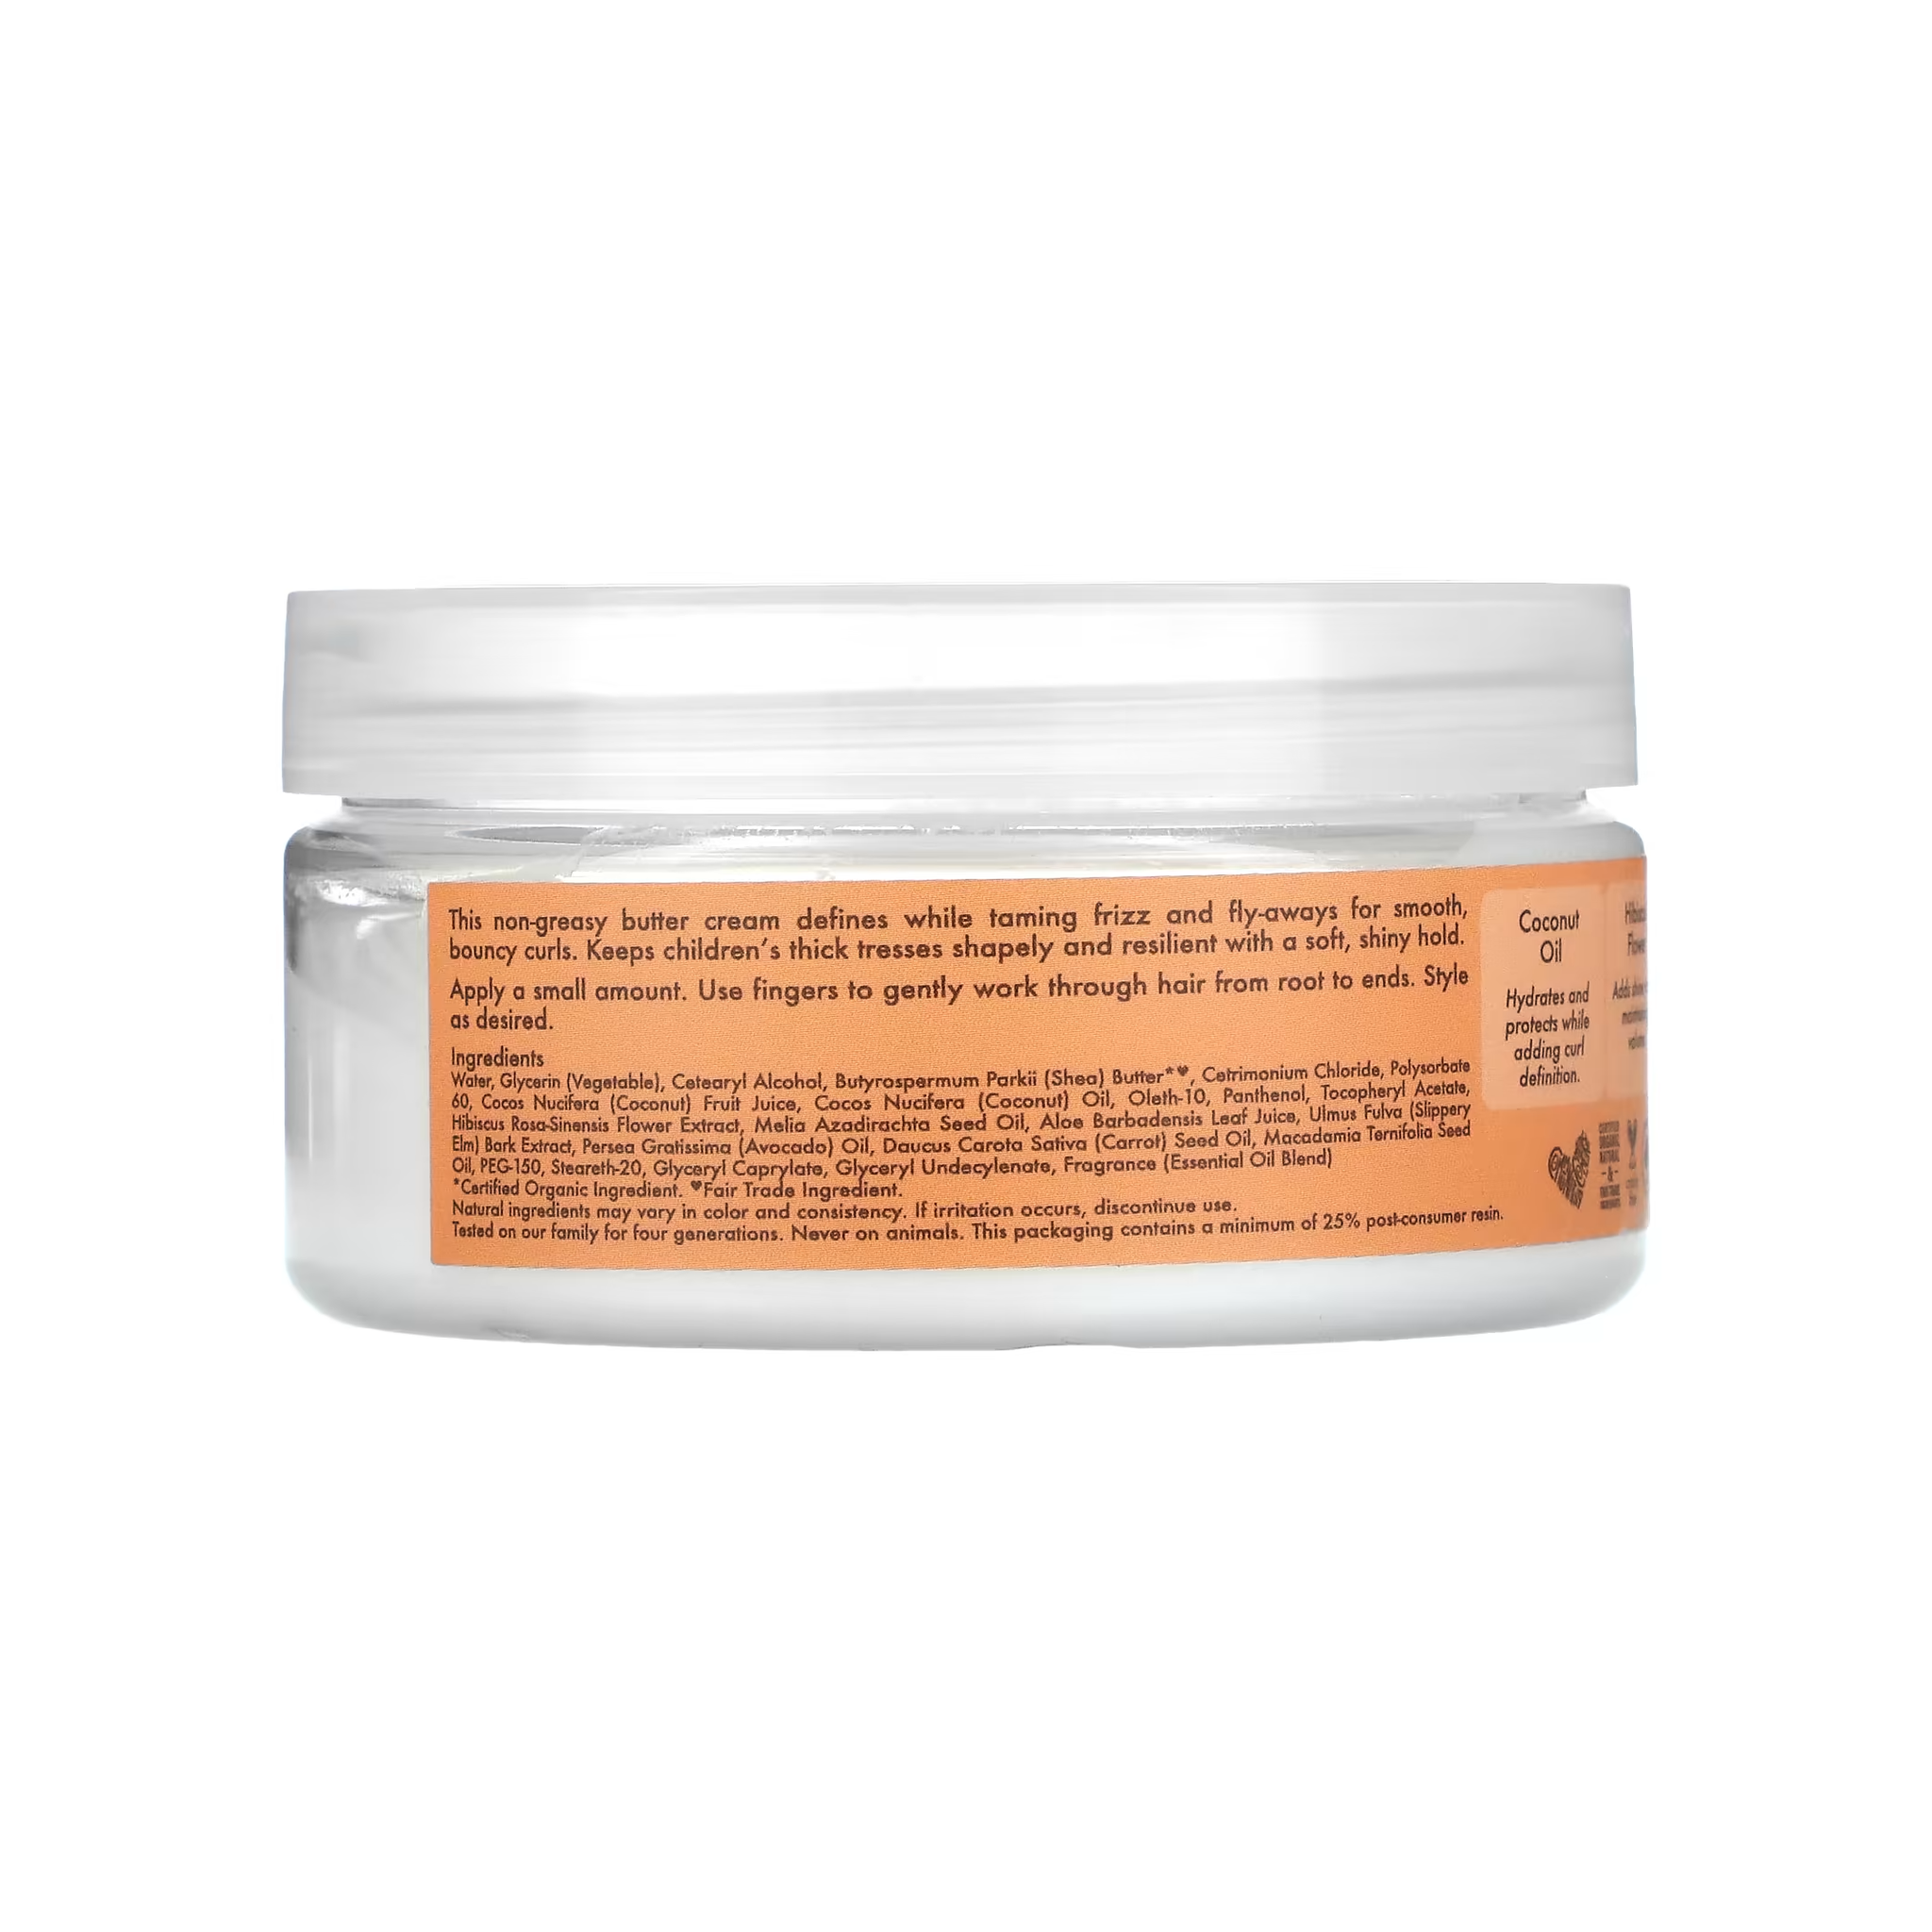 This non-greasy butter cream defines while taming frizz and fly-aways for smooth,
bouncy curls. Keeps children's thick tresses shapely and resilient with a soft, shiny hold.
Apply a small amount. Use fingers to gently work through hair from root to ends. Style
as desired.
Ingredients
Water, Glycerin (Vegetable), Cetearyl Alcohol, Butyrospermum Parkii (Shea) Butter*♥, Cetrimonium Chloride, Polysorbate
60, Cocos Nucifera (Coconut) Fruit Juice, Cocos Nucifera (Coconut) Oil, Oleth-10, Panthenol, Tocopheryl Acetate,
Hibiscus Rosa-Sinensis Flower Extract, Melia Azadirachta Seed Oil, Aloe Barbadensis Leaf Juice, Ulmus Fulva (Slippery
Elm) Bark Extract, Persea Gratissima (Avocado) Oil, Daucus Carota Sativa (Carrot) Seed Oil, Macadamia Ternifolia Seed
Oil, PEG-150, Steareth-20, Glyceryl Caprylate, Glyceryl Undecylenate, Fragrance (Essential Oil Blend)
*Certified Organic Ingredient. ♥Fair Trade Ingredient.
Natural ingredients may vary in color and consistency. If irritation occurs, discontinue use.
Tested on our family for four generations. Never on animals. This packaging contains a minimum of 25% post-consumer resin.
Coconut
Oil
Hydrates and
protects while
adding curl
definition.
Adds
CERTIFIED
ORGANIC
NATURAL
&